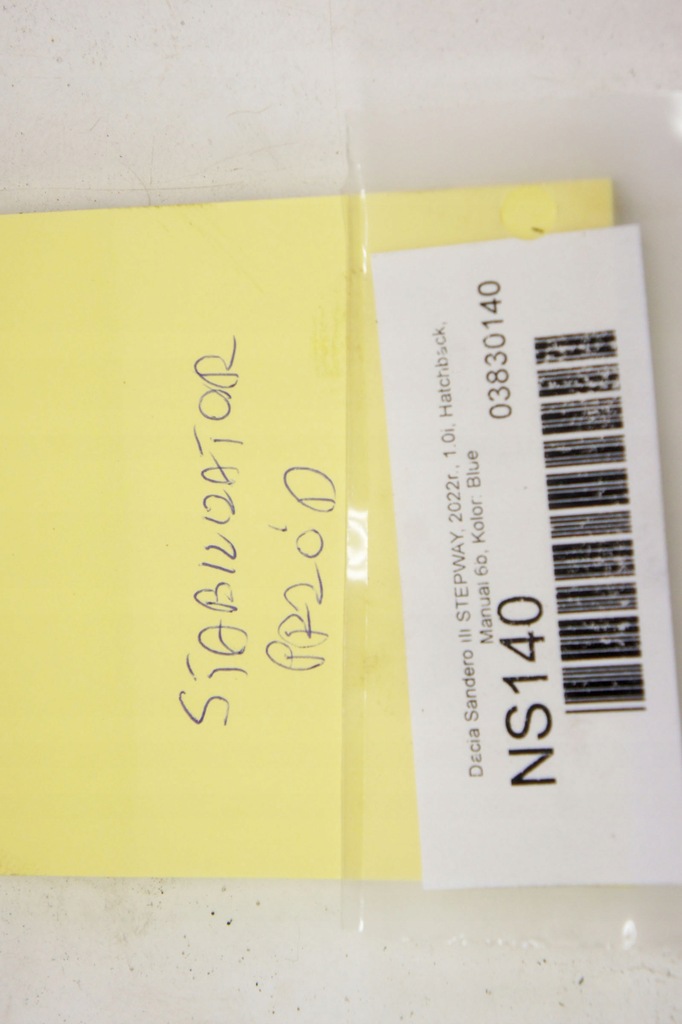 STABILIZATOR
PRZÓD
Dacia Sandero III STEPWAY, 2022r., 1.0i, Hatchback,
Manual 6b, Kolor: Blue
NS140 03830140